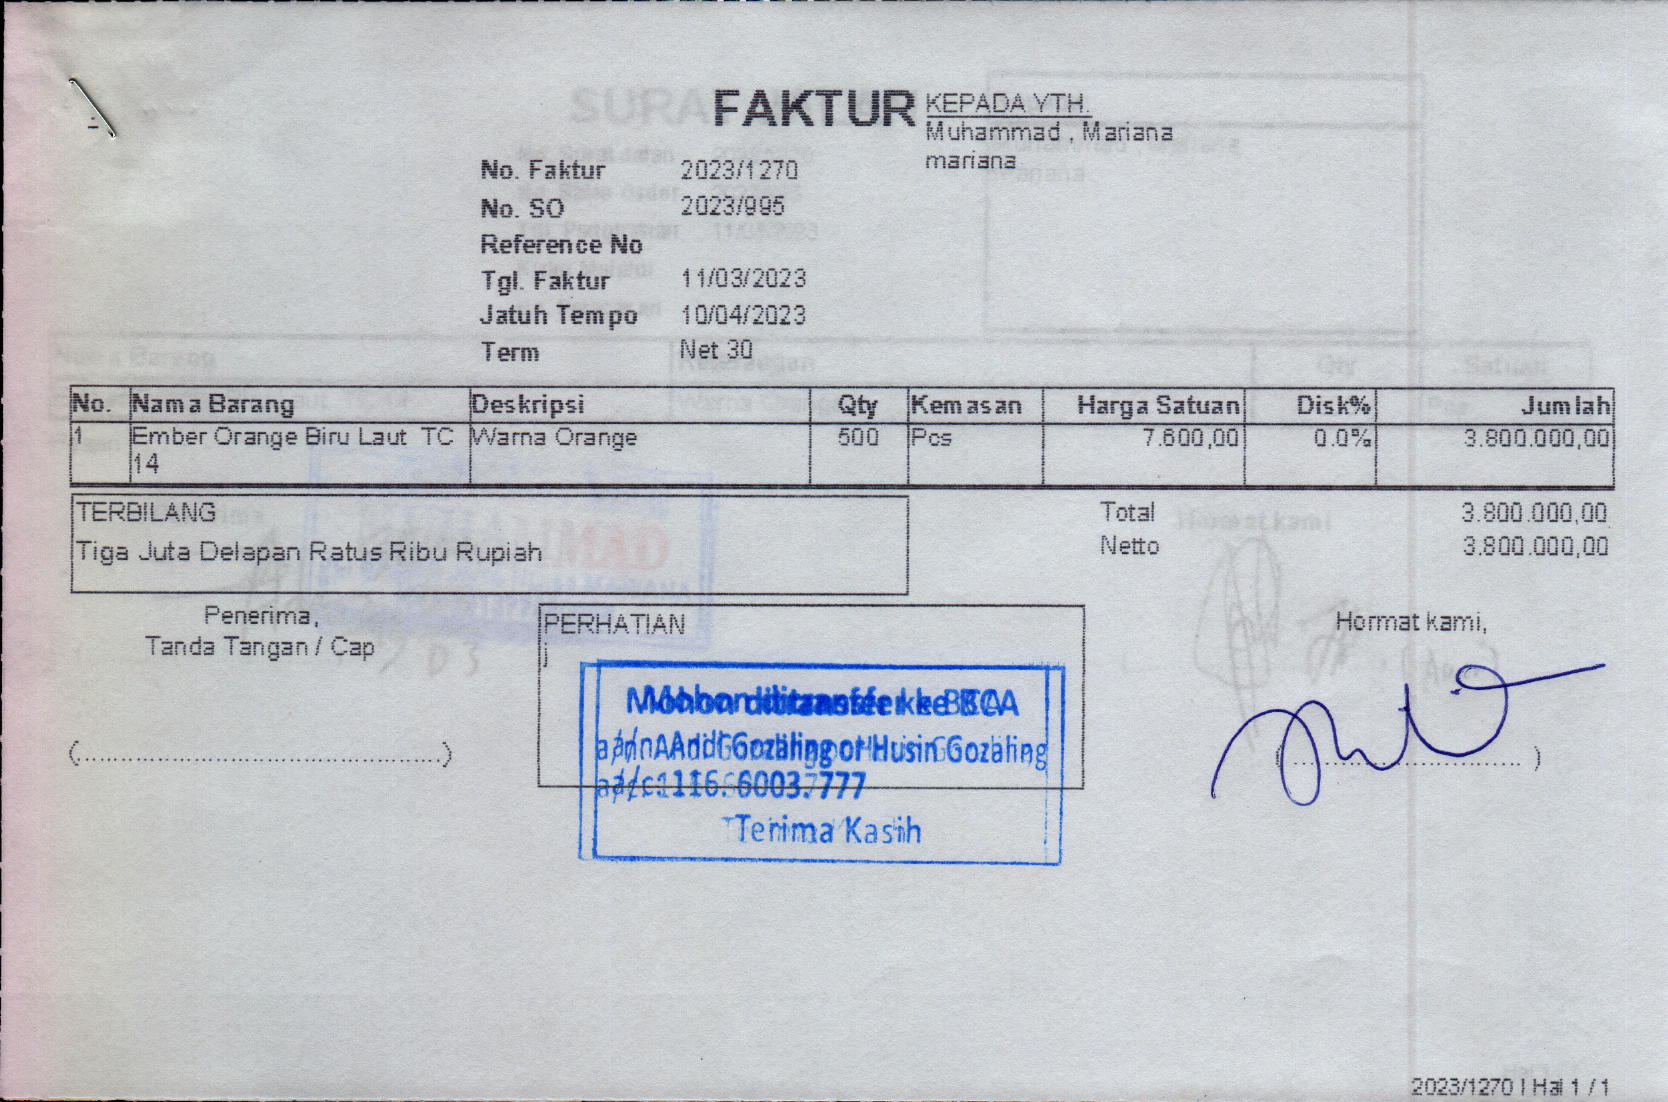 FAKTUR
KEPADA YTH.
Muhammad , Mariana
mariana
No. Faktur 2023/1270
No. SO 2023/995
Reference No
Tgl. Faktur 11/03/2023
Jatuh Tempo 10/04/2023
Term Net 30
No. Nama Barang Deskripsi Qty Kemasan Harga Satuan Disk% Jumlah
1 Ember Orange Biru Laut TC Warna Orange 500 Pcs 7.600,00 0.0% 3.800.000,00
14
TERBILANG
Tiga Juta Delapan Ratus Ribu Rupiah
Total 3.800.000,00
Netto 3.800.000,00
Penerima,
Tanda Tangan / Cap
(............................................)
PERHATIAN
j
Mohon ditransfer ke BCA
a/n Andi Gozaling or Husin Gozaling
a/c: 116. 6003.777
Terima Kasih
Hormat kami,
(............................................)
2023/1270 | Hal 1 / 1